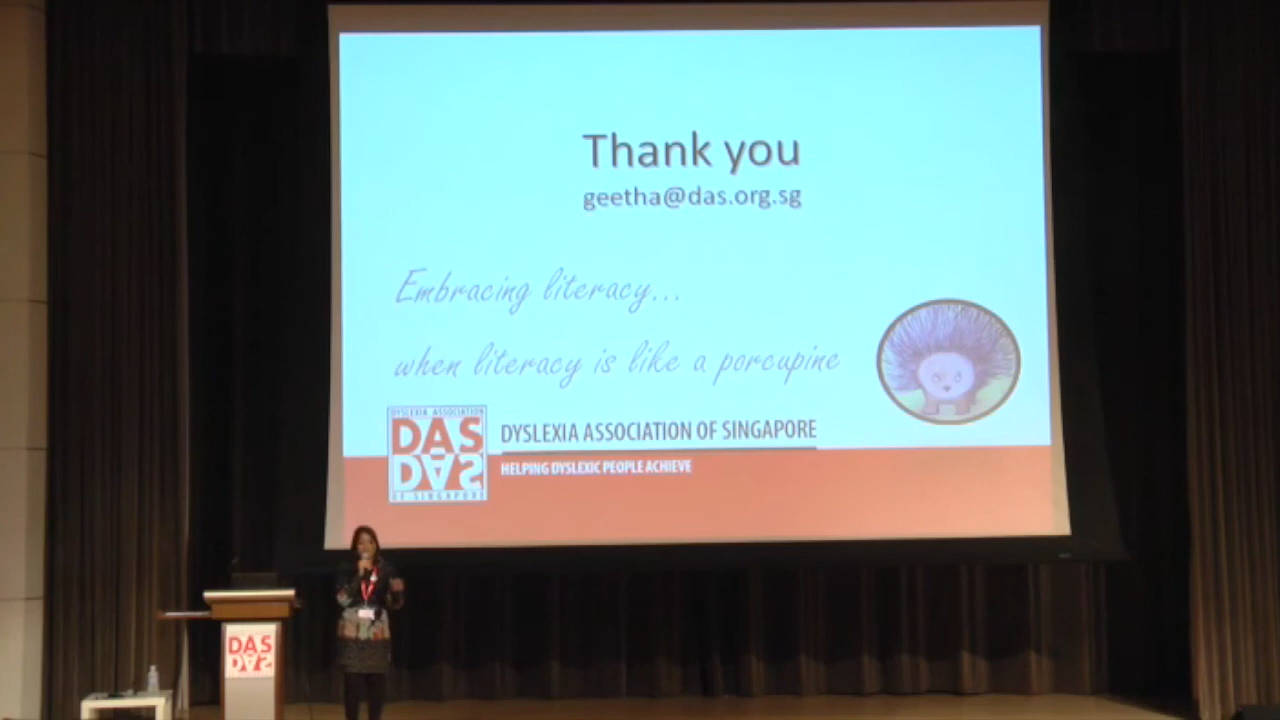 Thank you
geetha@das.org.sg
Embracing literacy...
when literacy is like a porcupine
DYSLEXIA ASSOCIATION
DAS
DAS
OF SINGAPORE
DYSLEXIA ASSOCIATION OF SINGAPORE
HELPING DYSLEXIC PEOPLE ACHIEVE
DAS
DAS